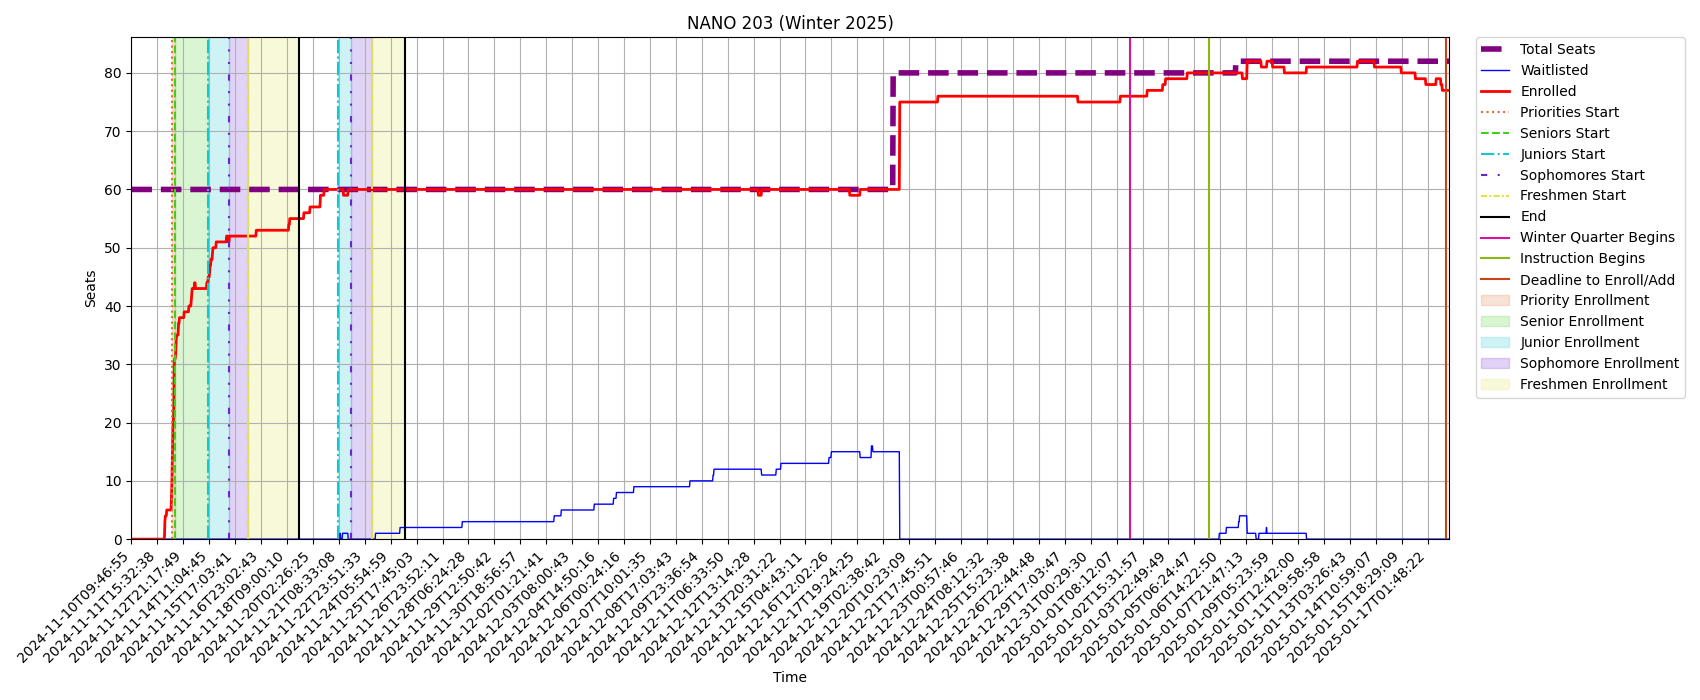 NANO 203 (Winter 2025)
80
70
60
50
40
30
20
10
0
Seats
2024-11-10T09:46:55
2024-11-11T15:32:38
2024-11-12T21:17:49
2024-11-14T11:04:45
2024-11-15T17:03:41
2024-11-16T23:02:43
2024-11-18T09:00:10
2024-11-20T02:26:25
2024-11-21T08:33:08
2024-11-22T23:51:33
2024-11-25T05:54:59
2024-11-26T17:45:03
2024-11-26T23:52:11
2024-11-28T06:24:28
2024-11-29T12:50:42
2024-11-30T18:56:57
2024-12-02T01:21:41
2024-12-03T08:00:43
2024-12-04T14:50:16
2024-12-06T00:24:16
2024-12-07T10:01:35
2024-12-08T17:03:43
2024-12-09T23:36:54
2024-12-11T06:33:50
2024-12-12T13:14:28
2024-12-13T20:31:22
2024-12-15T04:43:11
2024-12-16T12:02:26
2024-12-17T19:24:25
2024-12-19T02:38:42
2024-12-20T10:23:09
2024-12-21T17:45:51
2024-12-23T00:57:46
2024-12-24T08:12:32
2024-12-25T15:23:38
2024-12-26T22:44:48
2024-12-29T17:03:47
2024-12-31T00:29:30
2025-01-01T08:12:07
2025-01-02T15:31:57
2025-01-03T22:49:49
2025-01-05T06:24:47
2025-01-06T14:22:50
2025-01-07T21:47:13
2025-01-09T05:23:59
2025-01-10T12:42:00
2025-01-11T19:58:58
2025-01-13T03:26:43
2025-01-14T10:59:07
2025-01-15T18:29:09
2025-01-17T01:48:22
Time
Total Seats
Waitlisted
Enrolled
Priorities Start
Seniors Start
Juniors Start
Sophomores Start
Freshmen Start
End
Winter Quarter Begins
Instruction Begins
Deadline to Enroll/Add
Priority Enrollment
Senior Enrollment
Junior Enrollment
Sophomore Enrollment
Freshmen Enrollment